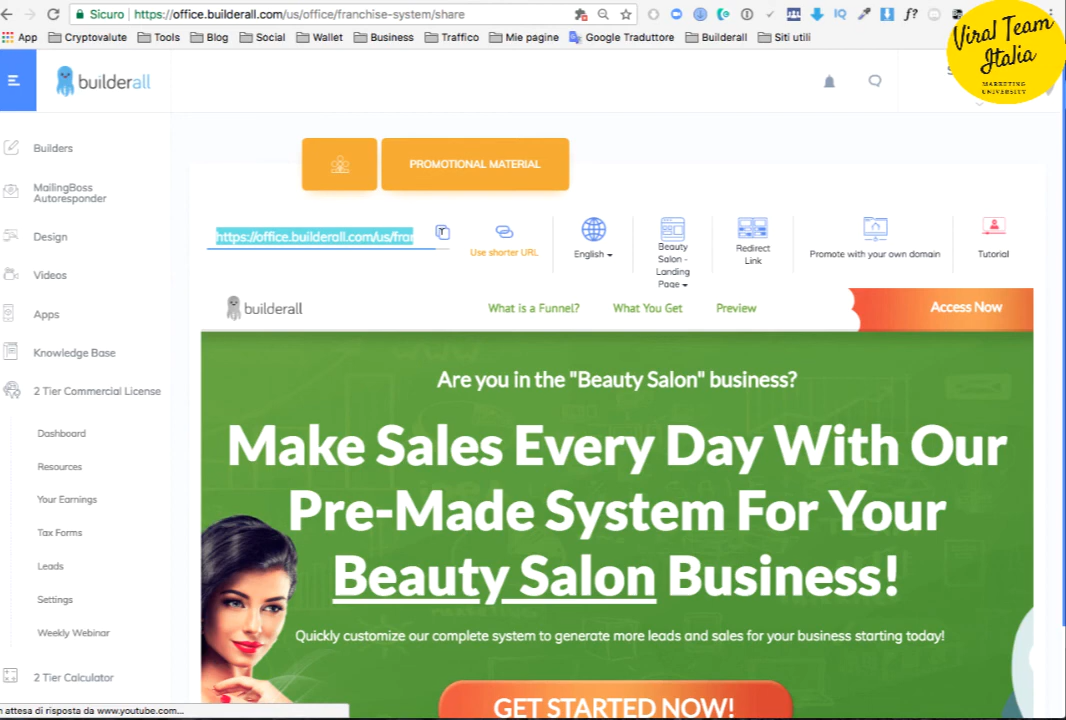 Sicuro | https://office.builderall.com/us/office/franchise-system/share
App Cryptovalute Tools Blog Social Wallet Business Traffico Mie pagine Google Traduttore Builderall Siti utili
Viral Team
Italia
MARKETING
UNIVERSITY
builderall
Builders
MailingBoss
Autoresponder
Design
Videos
Apps
Knowledge Base
2 Tier Commercial License
Dashboard
Resources
Your Earnings
Tax Forms
Leads
Settings
Weekly Webinar
2 Tier Calculator
PROMOTIONAL MATERIAL
https://office.builderall.com/us/fran
Use shorter URL
English
Beauty
Salon -
Landing
Page
Redirect
Link
Promote with your own domain
Tutorial
builderall
What is a Funnel? What You Get Preview
Access Now
Are you in the "Beauty Salon" business?
Make Sales Every Day With Our
Pre-Made System For Your
Beauty Salon Business!
Quickly customize our complete system to generate more leads and sales for your business starting today!
GET STARTED NOW!
n attesa di risposta da www.youtube.com...